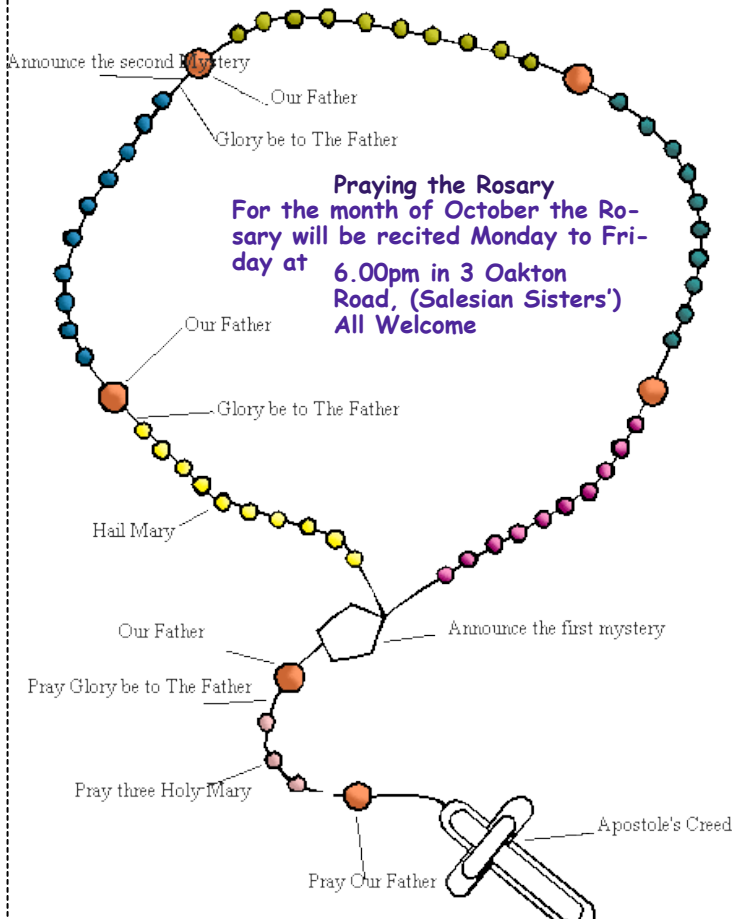 Announce the second Mystery
Our Father
Glory be to The Father
Praying the Rosary
For the month of October the Ro-
sary will be recited Monday to Fri-
day at
6.00pm in 3 Oakton
Road, (Salesian Sisters’)
All Welcome
Our Father
Glory be to The Father
Hail Mary
Our Father
Announce the first mystery
Pray Glory be to The Father
Pray three Holy Mary
Apostole's Creed
Pray Our Father